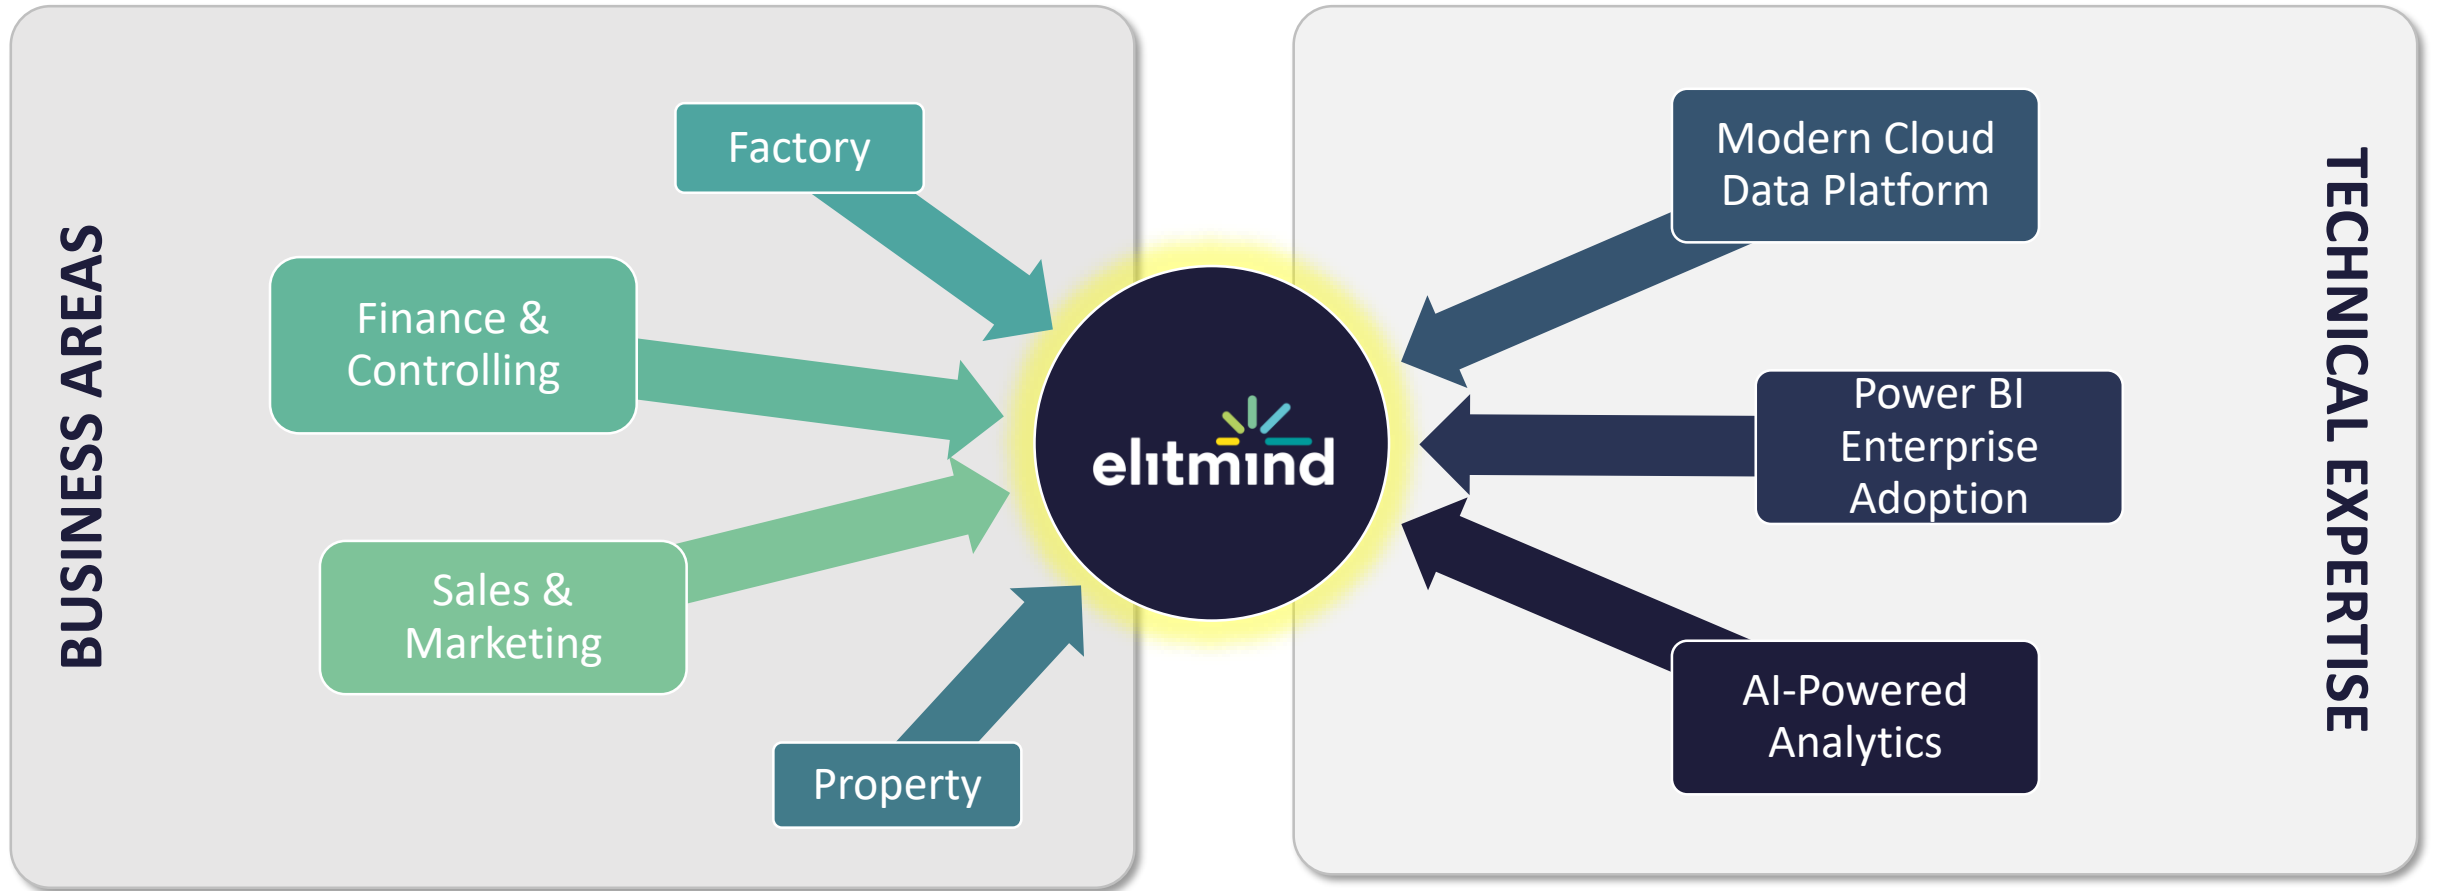 BUSINESS AREAS
Factory
Finance &
Controlling
Sales &
Marketing
Property
elitmind
Modern Cloud
Data Platform
Power BI
Enterprise
Adoption
AI-Powered
Analytics
TECHNICAL EXPERTISE